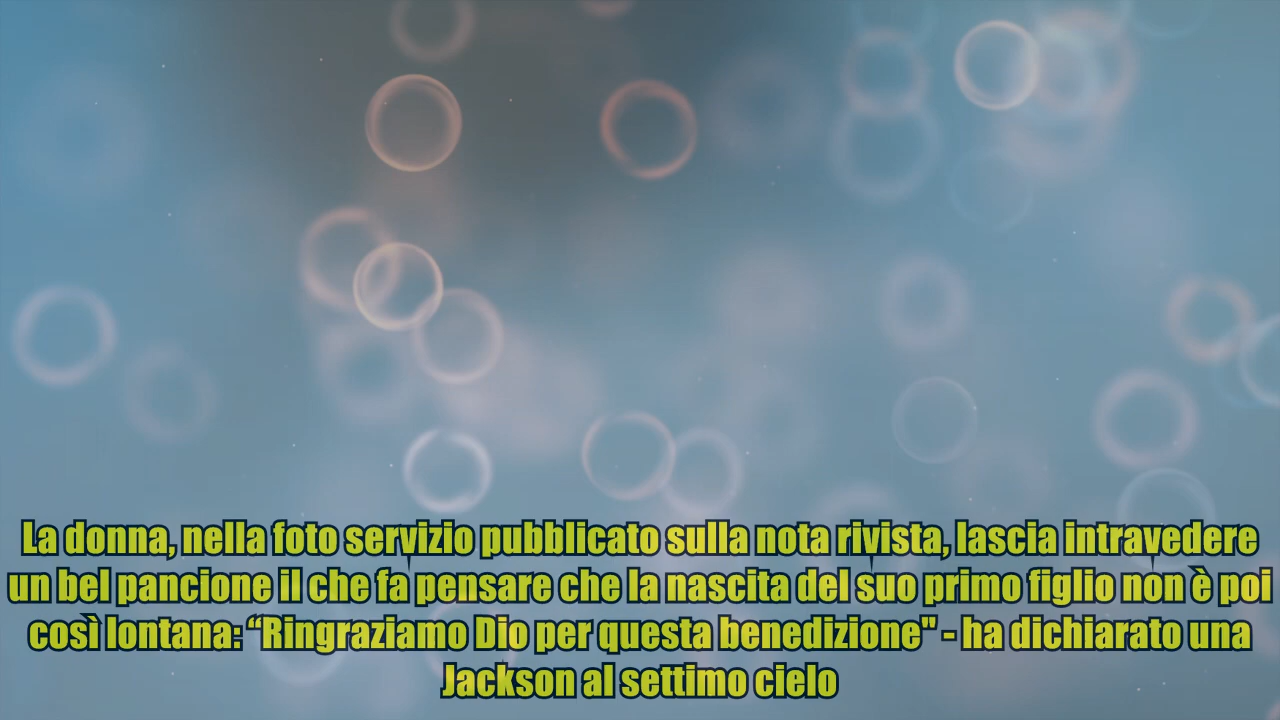 La donna, nella foto servizio pubblicato sulla nota rivista, lascia intravedere
un bel pancione il che fa pensare che la nascita del suo primo figlio non è poi
così lontana: “Ringraziamo Dio per questa benedizione" - ha dichiarato una
Jackson al settimo cielo